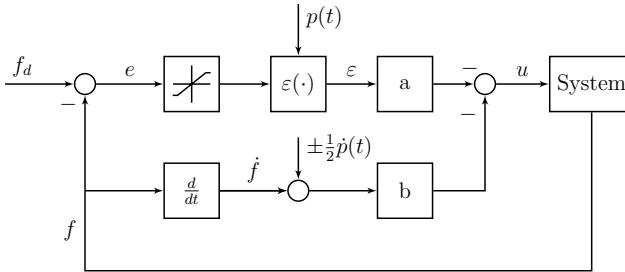 p(t)
f_d
e
ε(·)
ε
a
u
System
−
−
−
±½ṗ(t)
d/dt
ḟ
b
f